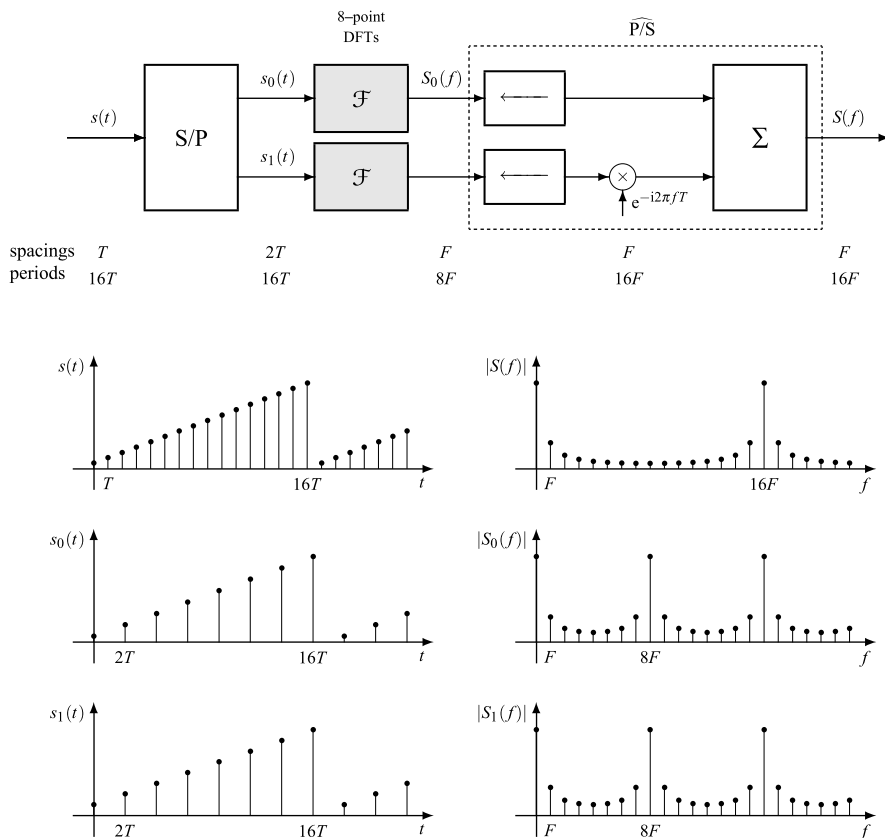 8–point
DFTs
P/S
s(t)
S/P
s₀(t)
ℱ
S₀(f)
←——
Σ
S(f)
s₁(t)
ℱ
←——
×
e^{−i2πfT}
spacings T 2T F F F
periods 16T 16T 8F 16F 16F
s(t)
T 16T t
|S(f)|
F 16F f
s₀(t)
2T 16T t
|S₀(f)|
F 8F f
s₁(t)
2T 16T t
|S₁(f)|
F 8F f